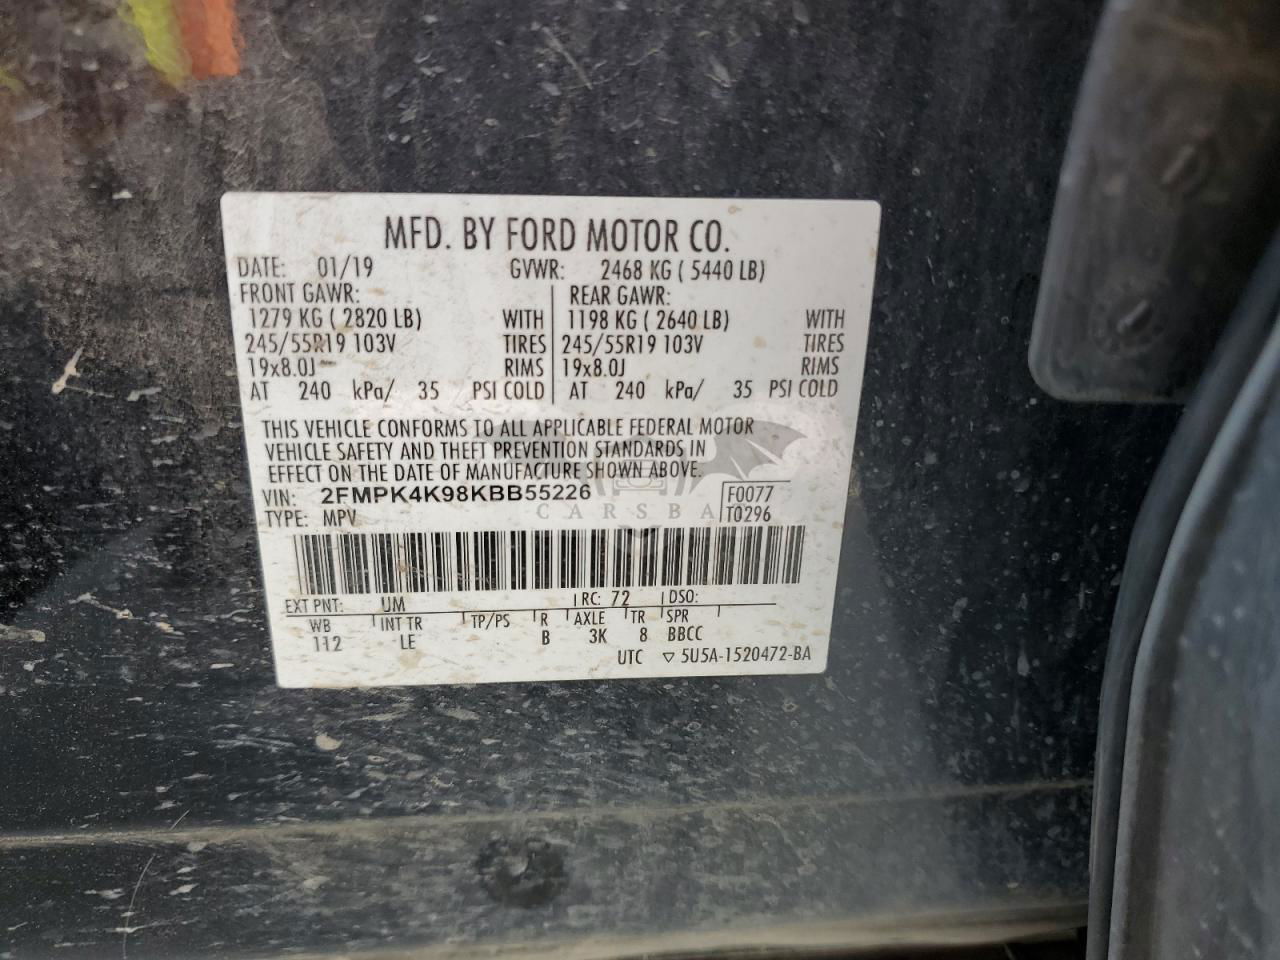 MFD. BY FORD MOTOR CO.
DATE: 01/19 GVWR: 2468 KG ( 5440 LB)
FRONT GAWR: REAR GAWR:
1279 KG ( 2820 LB) WITH 1198 KG ( 2640 LB) WITH
245/55R19 103V TIRES 245/55R19 103V TIRES
19x8.0J RIMS 19x8.0J RIMS
AT 240 kPa/ 35 PSI COLD AT 240 kPa/ 35 PSI COLD
THIS VEHICLE CONFORMS TO ALL APPLICABLE FEDERAL MOTOR
VEHICLE SAFETY AND THEFT PREVENTION STANDARDS IN
EFFECT ON THE DATE OF MANUFACTURE SHOWN ABOVE.
VIN: 2FMPK4K98KBB55226 F0077
TYPE: MPV T0296
CARSBA
EXT PNT: UM RC: 72 DSO:
WB INT TR TP/PS R AXLE TR SPR
112 LE B 3K 8 BBCC
UTC ▽ 5U5A-1520472-BA